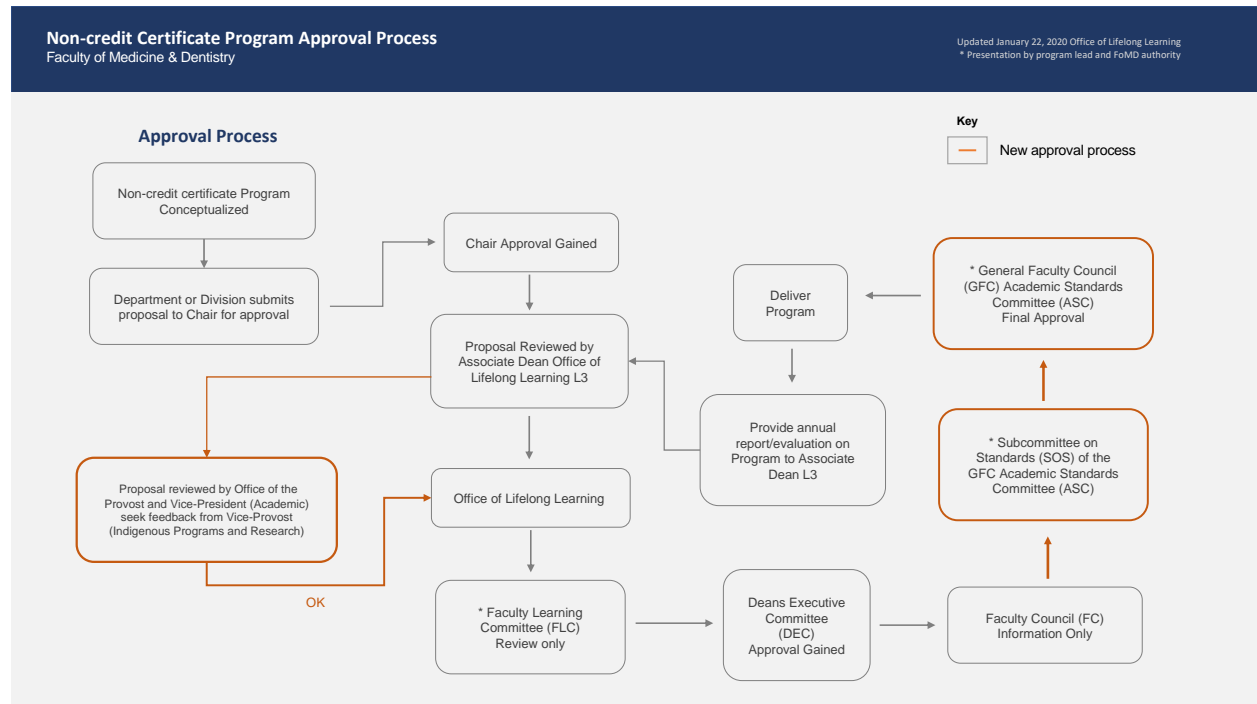 Non-credit Certificate Program Approval Process
Faculty of Medicine & Dentistry
Updated January 22, 2020 Office of Lifelong Learning
* Presentation by program lead and FoMD authority
Key
New approval process
Approval Process
Non-credit certificate Program
Conceptualized
Department or Division submits
proposal to Chair for approval
Chair Approval Gained
Proposal Reviewed by
Associate Dean Office of
Lifelong Learning L3
Proposal reviewed by Office of the
Provost and Vice-President (Academic)
seek feedback from Vice-Provost
(Indigenous Programs and Research)
OK
Office of Lifelong Learning
* Faculty Learning
Committee (FLC)
Review only
Deans Executive
Committee
(DEC)
Approval Gained
Faculty Council (FC)
Information Only
* Subcommittee on
Standards (SOS) of the
GFC Academic Standards
Committee (ASC)
* General Faculty Council
(GFC) Academic Standards
Committee (ASC)
Final Approval
Deliver
Program
Provide annual
report/evaluation on
Program to Associate
Dean L3